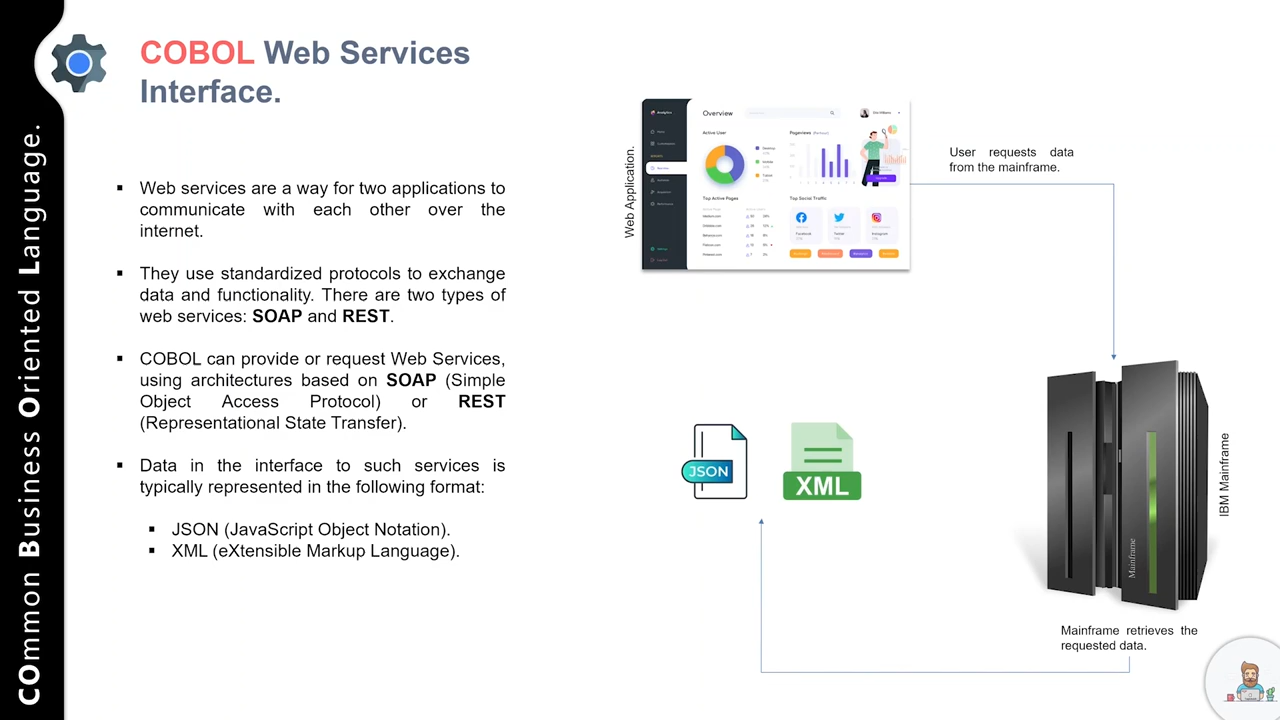 COmmon Business Oriented Language.
COBOL Web Services
Interface.
▪ Web services are a way for two applications to
communicate with each other over the
internet.
▪ They use standardized protocols to exchange
data and functionality. There are two types of
web services: SOAP and REST.
▪ COBOL can provide or request Web Services,
using architectures based on SOAP (Simple
Object Access Protocol) or REST
(Representational State Transfer).
▪ Data in the interface to such services is
typically represented in the following format:
▪ JSON (JavaScript Object Notation).
▪ XML (eXtensible Markup Language).
Web Application.
Analytics
Overview
Active User
Pageviews
Top Active Pages
Top Social Traffic
Facebook
Twitter
Instagram
User requests data
from the mainframe.
JSON
XML
Mainframe
IBM Mainframe
Mainframe retrieves the
requested data.